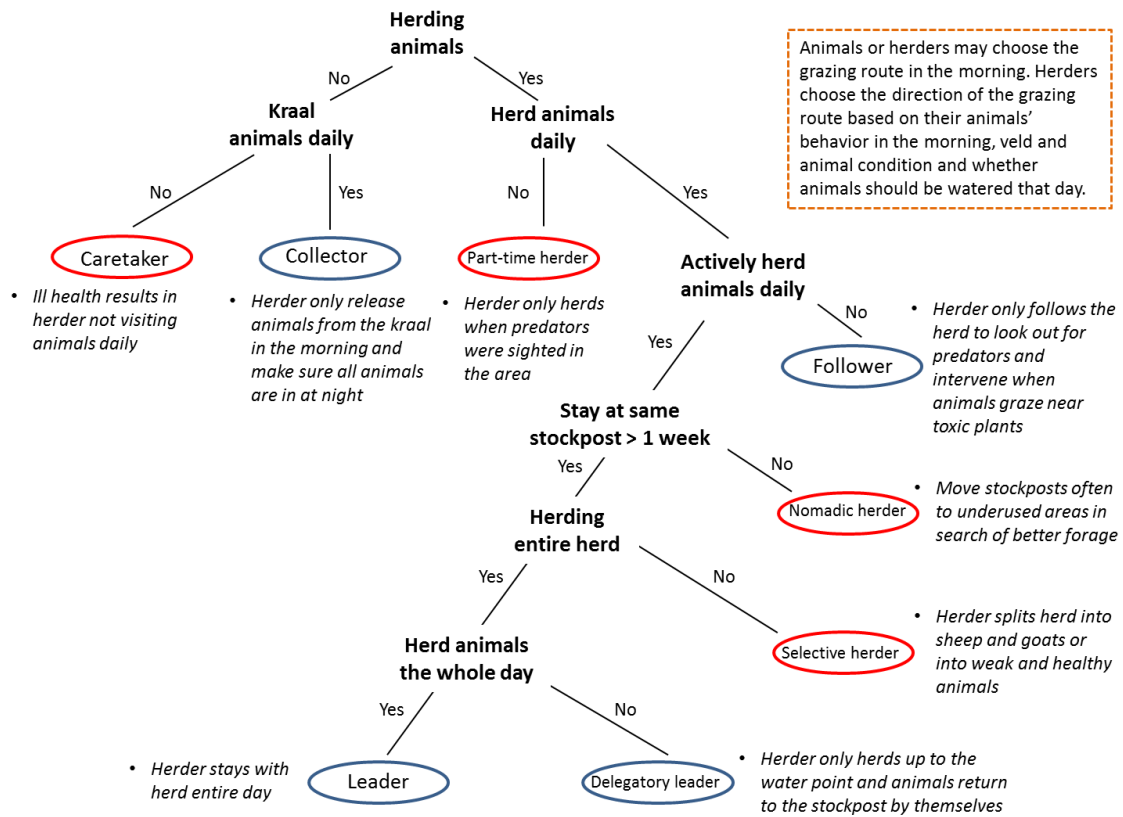 Herding
animals
Animals or herders may choose the
grazing route in the morning. Herders
choose the direction of the grazing
route based on their animals’
behavior in the morning, veld and
animal condition and whether
animals should be watered that day.
No
Yes
Kraal
animals daily
Herd animals
daily
No
Yes
No
Yes
Caretaker
Collector
Part-time herder
Actively herd
animals daily
• Ill health results in
herder not visiting
animals daily
• Herder only release
animals from the kraal
in the morning and
make sure all animals
are in at night
• Herder only herds
when predators
were sighted in
the area
Yes
No
Follower
• Herder only follows the
herd to look out for
predators and
intervene when
animals graze near
toxic plants
Stay at same
stockpost > 1 week
Yes
No
Nomadic herder
• Move stockposts often
to underused areas in
search of better forage
Herding
entire herd
Yes
No
Selective herder
• Herder splits herd into
sheep and goats or
into weak and healthy
animals
Herd animals
the whole day
Yes
No
• Herder stays with
herd entire day
Leader
Delegatory leader
• Herder only herds up to the
water point and animals return
to the stockpost by themselves